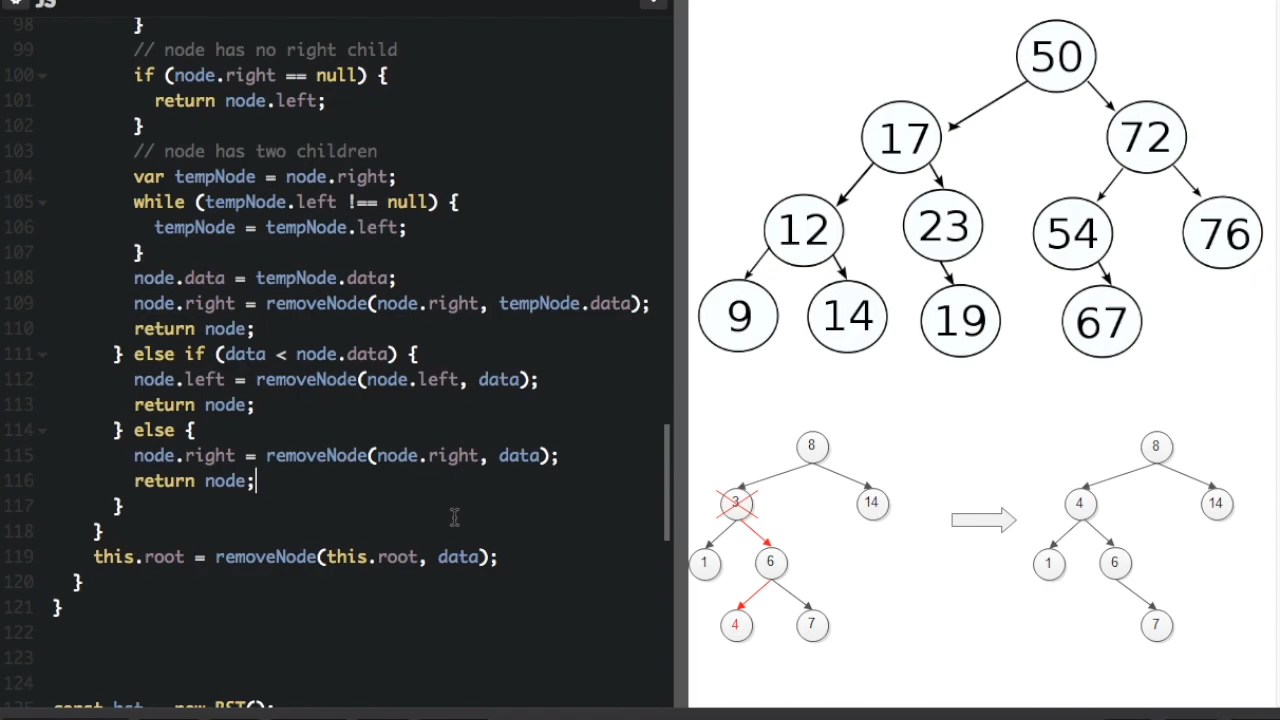 JS
98 }
99 // node has no right child
100 if (node.right == null) {
101 return node.left;
102 }
103 // node has two children
104 var tempNode = node.right;
105 while (tempNode.left !== null) {
106 tempNode = tempNode.left;
107 }
108 node.data = tempNode.data;
109 node.right = removeNode(node.right, tempNode.data);
110 return node;
111 } else if (data < node.data) {
112 node.left = removeNode(node.left, data);
113 return node;
114 } else {
115 node.right = removeNode(node.right, data);
116 return node;
117 }
118 }
119 this.root = removeNode(this.root, data);
120 }
121 }
122
123
124
125 const bst = new BST();
50
17 72
12 23 54 76
9 14 19 67
8
3 14
1 6
4 7
8
4 14
1 6
7